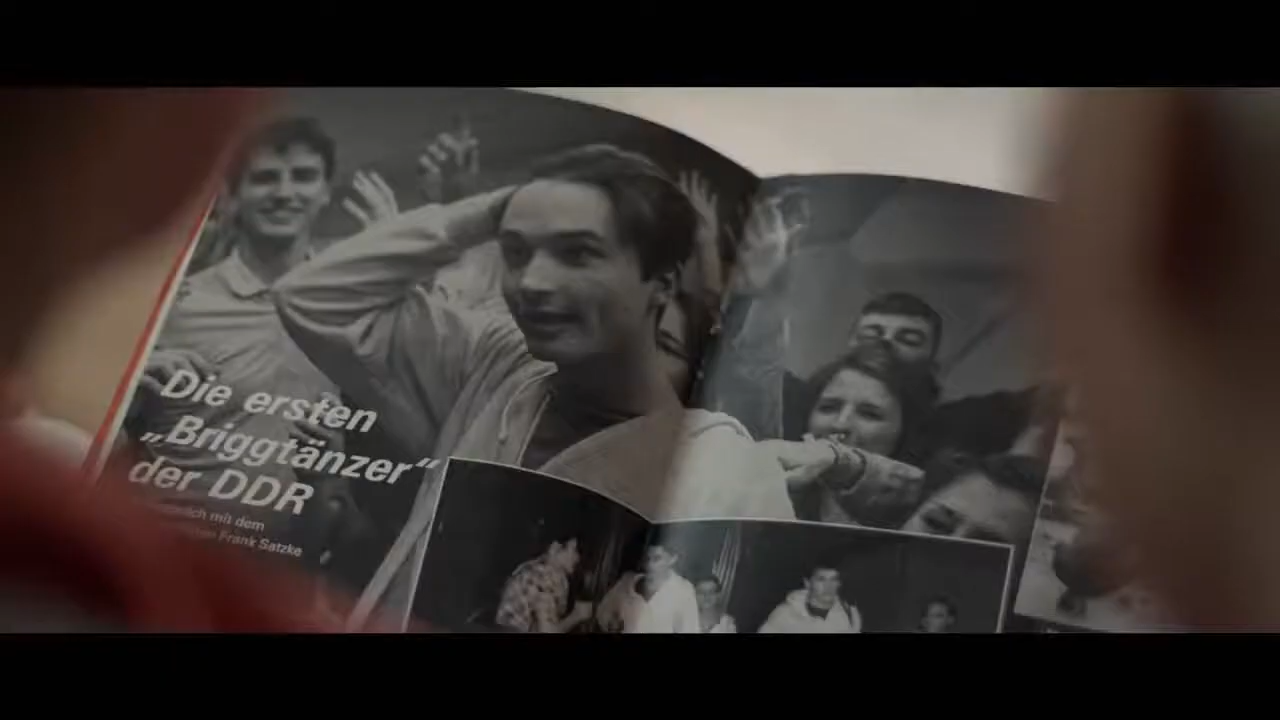 Die ersten
„Briggtänzer“
der DDR
mit dem
Frank Satzke